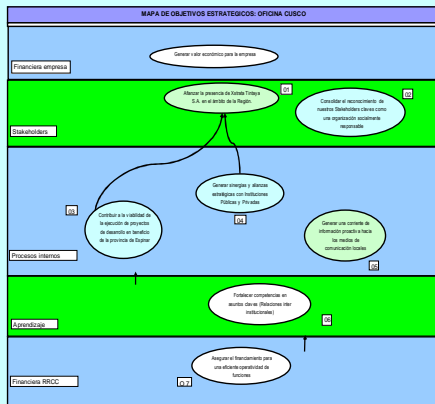 MAPA DE OBJETIVOS ESTRATEGICOS: OFICINA CUSCO
Generar valor económico para la empresa
Financiera empresa
01
Afianzar la presencia de Xstrata Tintaya
S.A. en el ámbito de la Región.
02
Consolidar el reconocimiento de
nuestros Stakeholders claves como
una organización socialmente
responsable
Stakeholders
Generar sinergias y alianzas
estratégicas con Instituciones
Públicas y Privadas
04
03
Contribuir a la viabilidad de
la ejecución de proyectos
de desarrollo en beneficio
de la provincia de Espinar
Generar una corriente de
información proactiva hacia
los medios de
comunicación locales
05
Procesos internos
Fortalecer competencias en
asuntos claves (Relaciones inter
institucionales)
06
Aprendizaje
Asegurar el financiamiento para
una eficiente operatividad de
funciones
O.7
Financiera RRCC